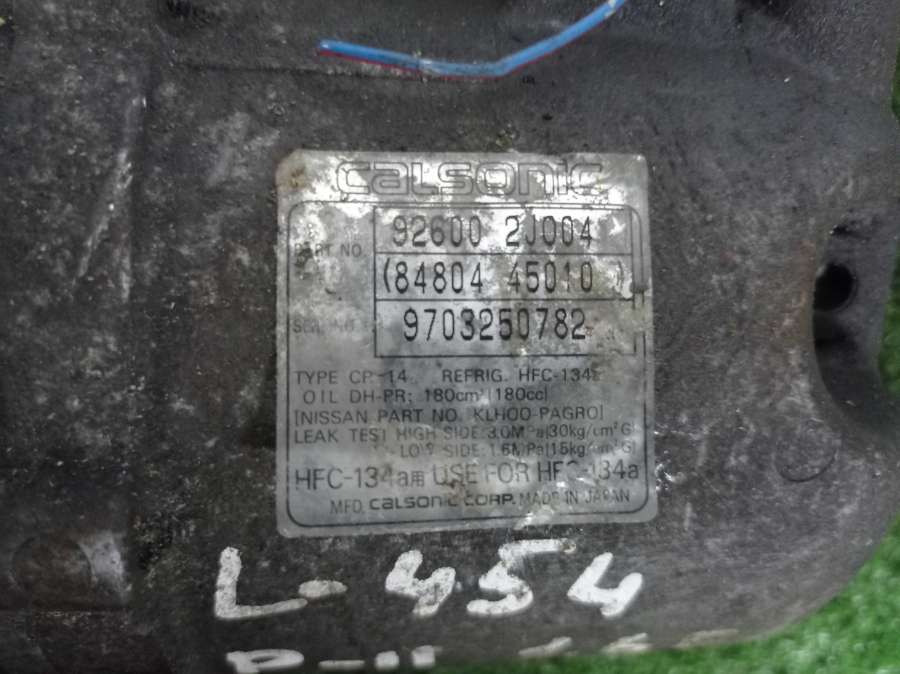 CALSONIC
PART NO. 92600 2J004
(84804 45010 )
SER. NO. 9703250782
TYPE CR-14 REFRIG. HFC-134a
OIL DH-PR; 180cm³(180cc)
[NISSAN PART NO. KLH00-PAGR0]
LEAK TEST HIGH SIDE: 3.0MPa[30kg/cm²G]
LOW SIDE: 1.6MPa[15kg/cm²G]
HFC-134a用 USE FOR HFC-134a
MFD. CALSONIC CORP. MADE IN JAPAN
L-454